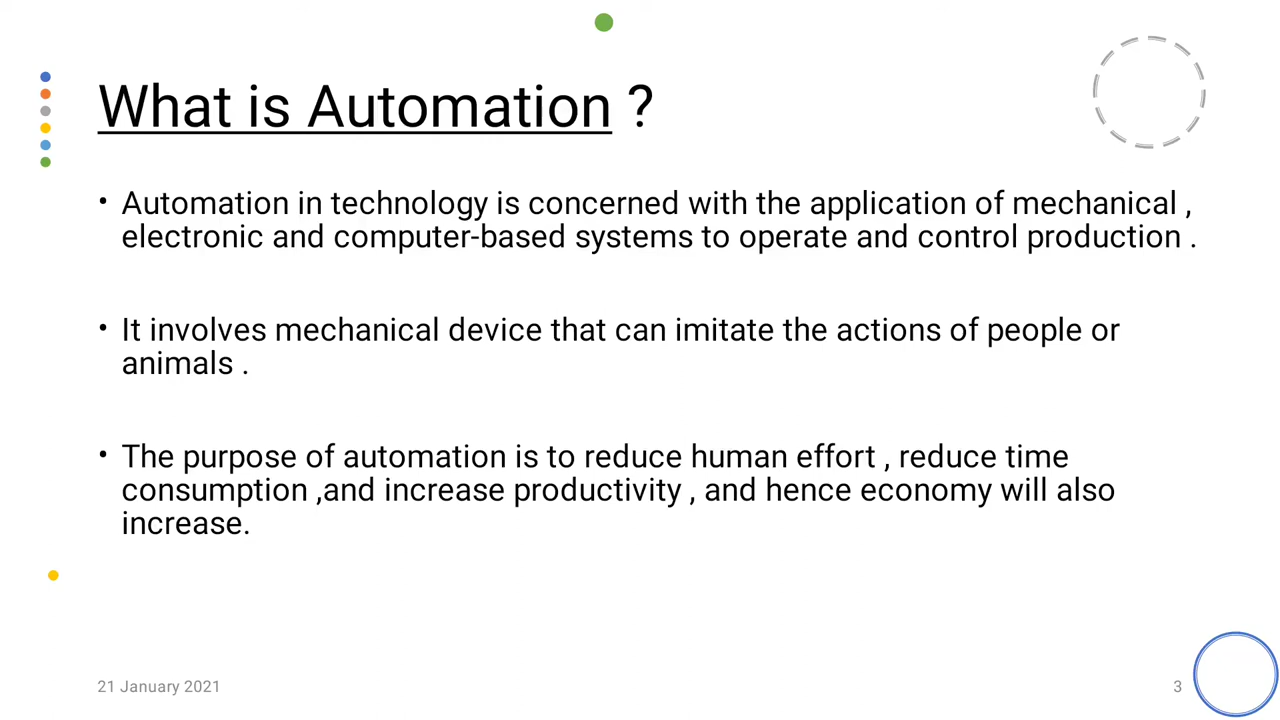 What is Automation ?
• Automation in technology is concerned with the application of mechanical ,
electronic and computer-based systems to operate and control production .
• It involves mechanical device that can imitate the actions of people or
animals .
• The purpose of automation is to reduce human effort , reduce time
consumption ,and increase productivity , and hence economy will also
increase.
21 January 2021
3